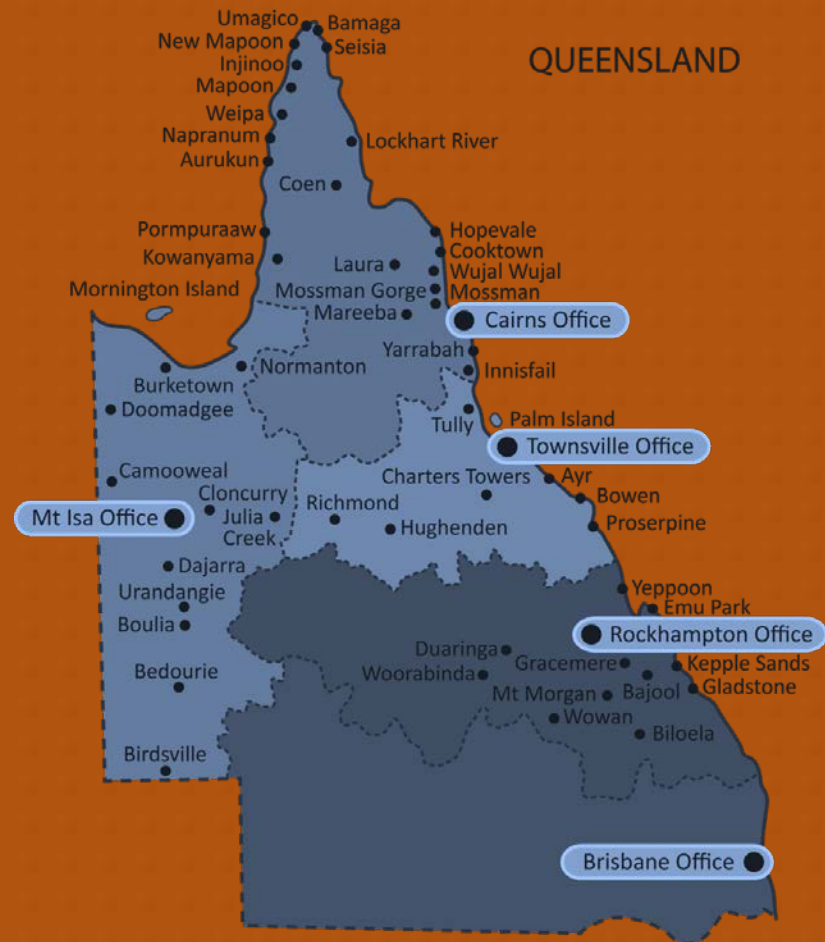 QUEENSLAND
Umagico
Bamaga
New Mapoon
Seisia
Injinoo
Mapoon
Weipa
Napranum
Lockhart River
Aurukun
Coen
Pormpuraaw
Hopevale
Kowanyama
Cooktown
Laura
Wujal Wujal
Mornington Island
Mossman Gorge
Mossman
Mareeba
Cairns Office
Yarrabah
Normanton
Innisfail
Burketown
Doomadgee
Palm Island
Tully
Townsville Office
Camooweal
Charters Towers
Ayr
Cloncurry
Bowen
Richmond
Mt Isa Office
Julia
Creek
Hughenden
Proserpine
Dajarra
Urandangie
Yeppoon
Emu Park
Boulia
Rockhampton Office
Duaringa
Gracemere
Kepple Sands
Bedourie
Woorabinda
Mt Morgan
Bajool
Gladstone
Wowan
Biloela
Birdsville
Brisbane Office